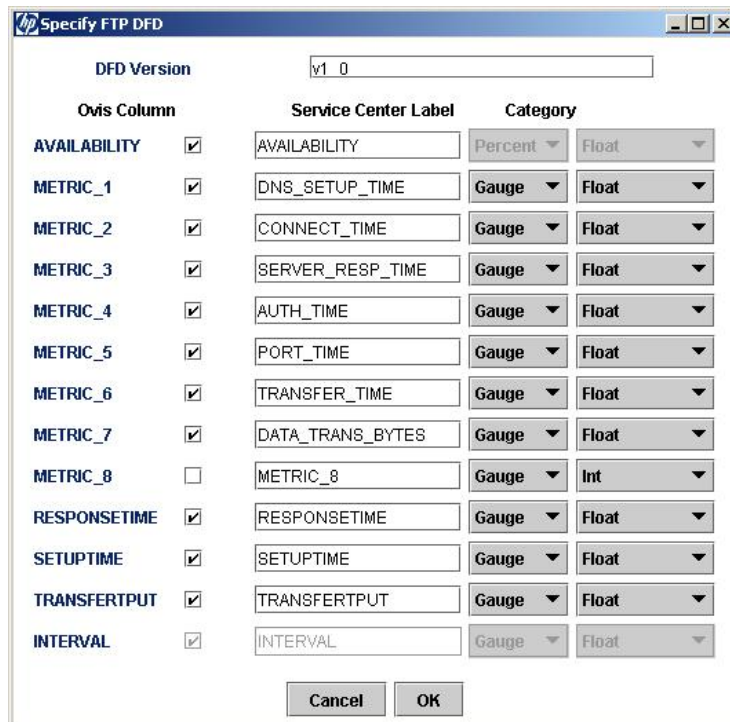 hp Specify FTP DFD
DFD Version v1_0
Ovis Column Service Center Label Category
AVAILABILITY AVAILABILITY Percent Float
METRIC_1 DNS_SETUP_TIME Gauge Float
METRIC_2 CONNECT_TIME Gauge Float
METRIC_3 SERVER_RESP_TIME Gauge Float
METRIC_4 AUTH_TIME Gauge Float
METRIC_5 PORT_TIME Gauge Float
METRIC_6 TRANSFER_TIME Gauge Float
METRIC_7 DATA_TRANS_BYTES Gauge Float
METRIC_8 METRIC_8 Gauge Int
RESPONSETIME RESPONSETIME Gauge Float
SETUPTIME SETUPTIME Gauge Float
TRANSFERTPUT TRANSFERTPUT Gauge Float
INTERVAL INTERVAL Gauge Float
Cancel OK